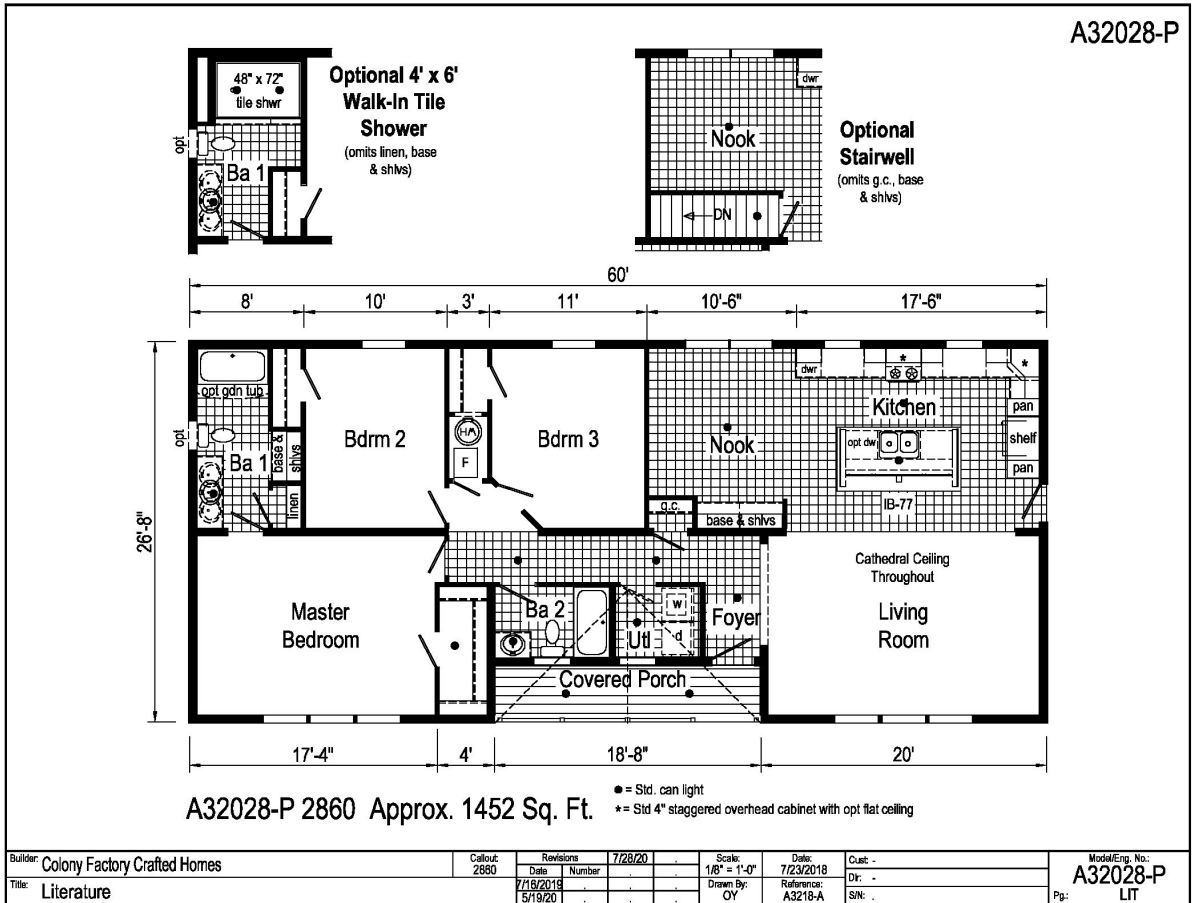 A32028-P
48" x 72"
tile shwr
opt
Ba 1
Optional 4' x 6'
Walk-In Tile
Shower
(omits linen, base
& shlvs)
dwr
Nook
DN
Optional
Stairwell
(omits g.c., base
& shlvs)
60'
8' 10' 3' 11' 10'-6" 17'-6"
26'-8"
opt gdn tub
opt
Ba 1
base &
shlvs
linen
Bdrm 2
F
Bdrm 3
g.c.
base & shlvs
Nook
dwr
*
*
Kitchen
pan
shelf
pan
opt dw
IB-77
Master
Bedroom
Ba 2
Utl
w
d
Foyer
Covered Porch
Cathedral Ceiling
Throughout
Living
Room
17'-4" 4' 18'-8" 20'
A32028-P 2860 Approx. 1452 Sq. Ft.
● = Std. can light
* = Std 4" staggered overhead cabinet with opt flat ceiling
Builder: Colony Factory Crafted Homes
Title: Literature
Callout:
2860
Revisions 7/28/20 .
Date Number . .
7/16/2019 . . .
5/19/20 . . .
Scale:
1/8" = 1'-0"
Drawn By:
OY
Date:
7/23/2018
Reference:
A3218-A
Cust: -
Dir: -
S/N: .
Model/Eng. No.:
A32028-P
Pg.: LIT